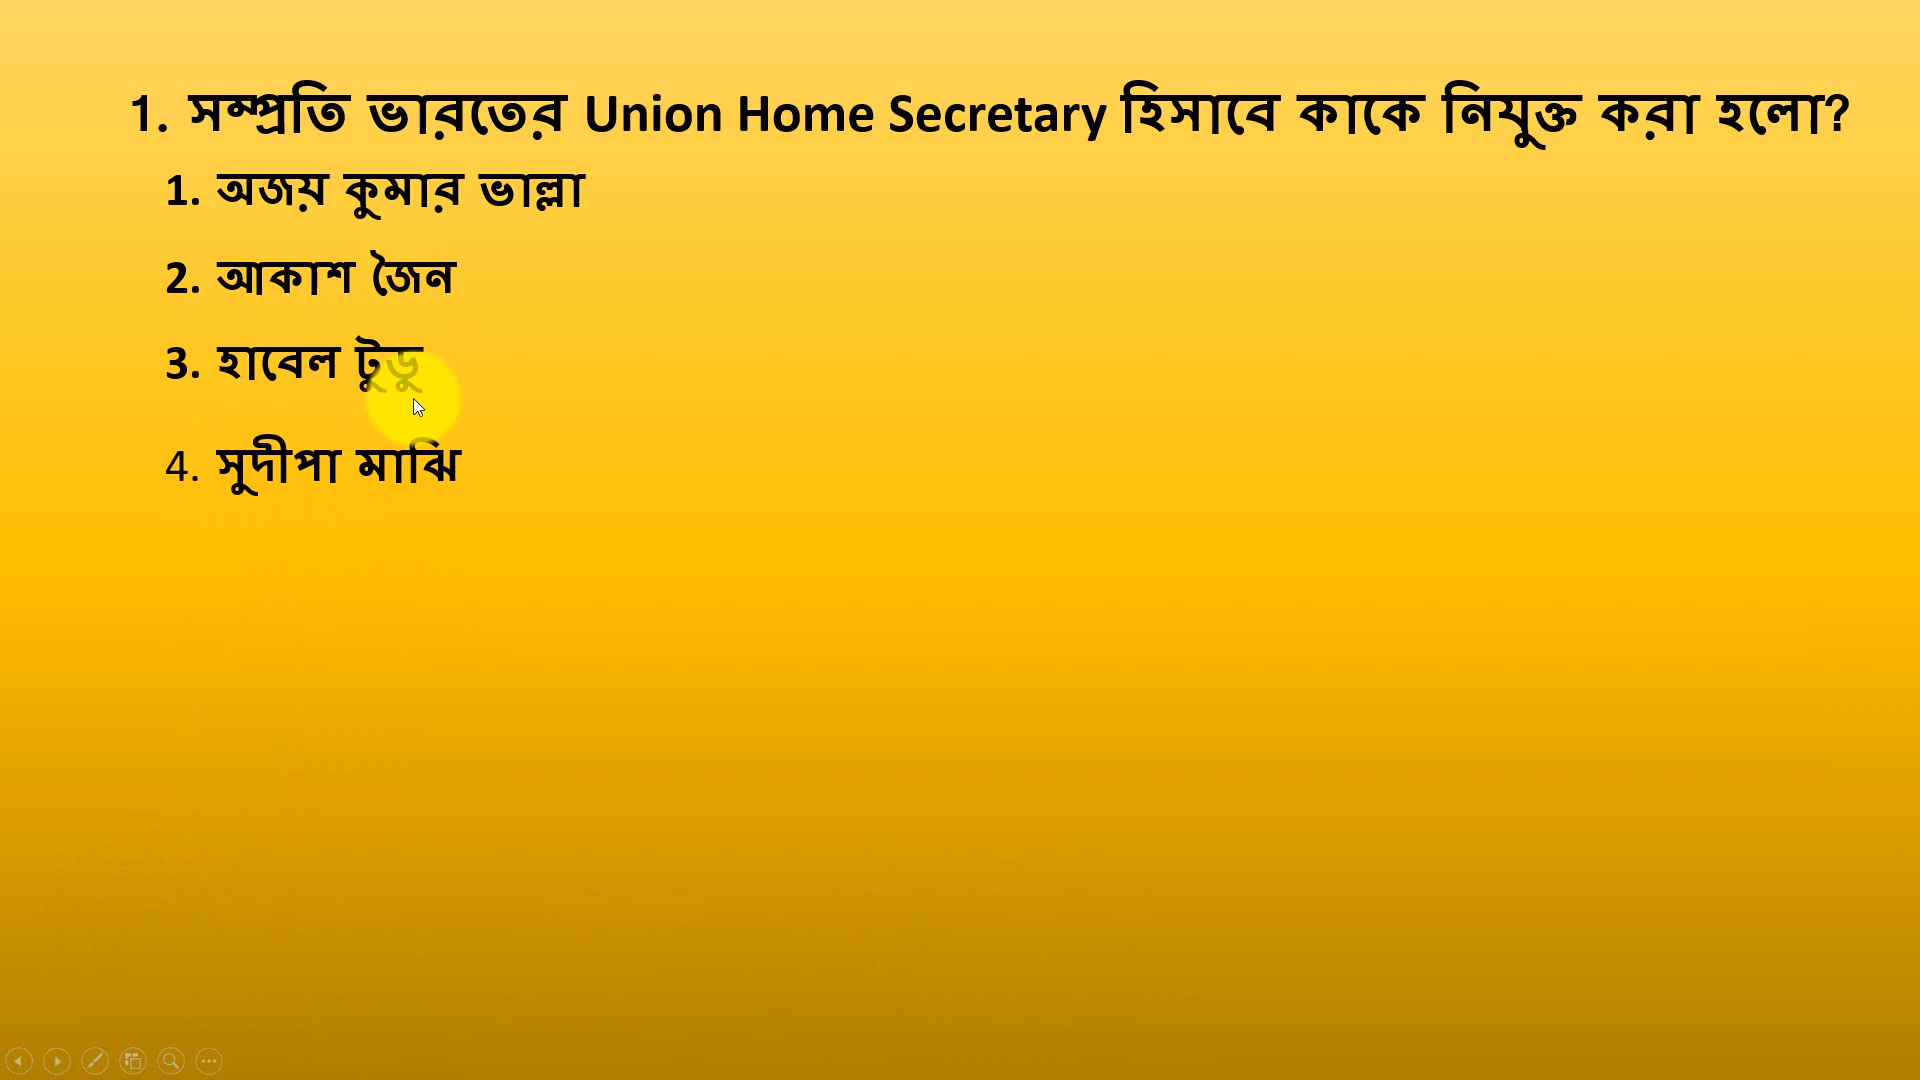 1. সম্প্রতি ভারতের Union Home Secretary হিসাবে কাকে নিযুক্ত করা হলো?
1. অজয় কুমার ভাল্লা
2. আকাশ জৈন
3. হাবেল টুডু
4. সুদীপা মাঝি